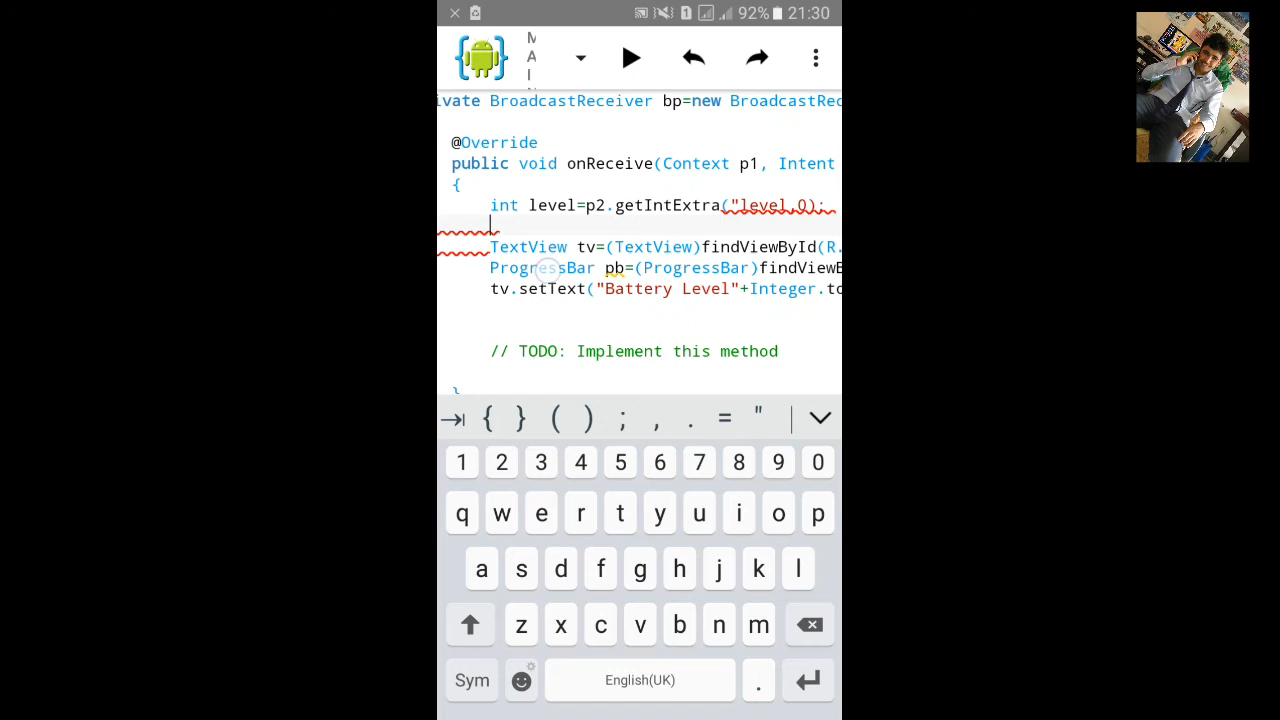 92% 21:30
M
A
I
ivate BroadcastReceiver bp=new BroadcastRec
@Override
public void onReceive(Context p1, Intent
{
int level=p2.getIntExtra("level,0);
TextView tv=(TextView)findViewById(R.
ProgressBar pb=(ProgressBar)findViewB
tv.setText("Battery Level"+Integer.to
// TODO: Implement this method
}
{ } ( ) ; , . = "
1 2 3 4 5 6 7 8 9 0
q w e r t y u i o p
a s d f g h j k l
z x c v b n m
Sym English(UK) .